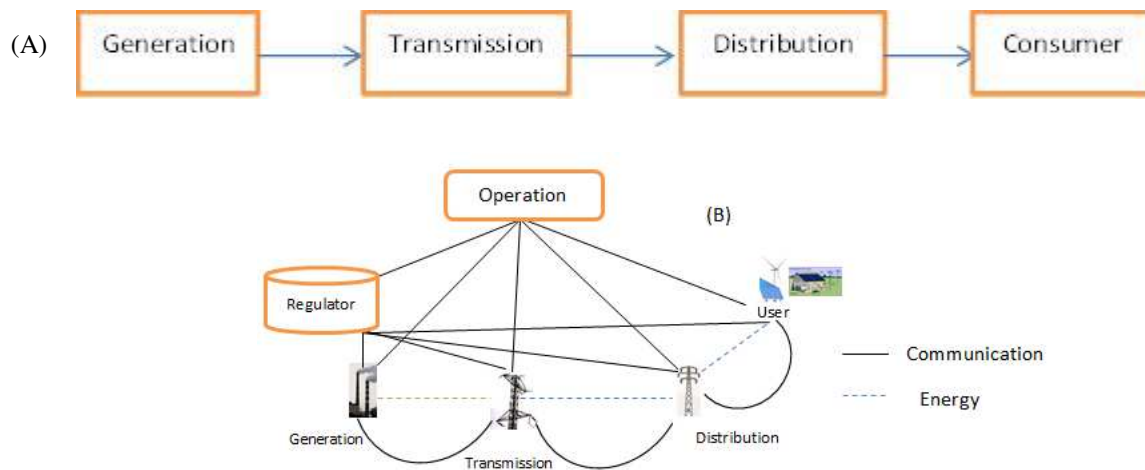 (A)
Generation
Transmission
Distribution
Consumer
Operation
(B)
Regulator
User
Communication
Energy
Generation
Transmission
Distribution